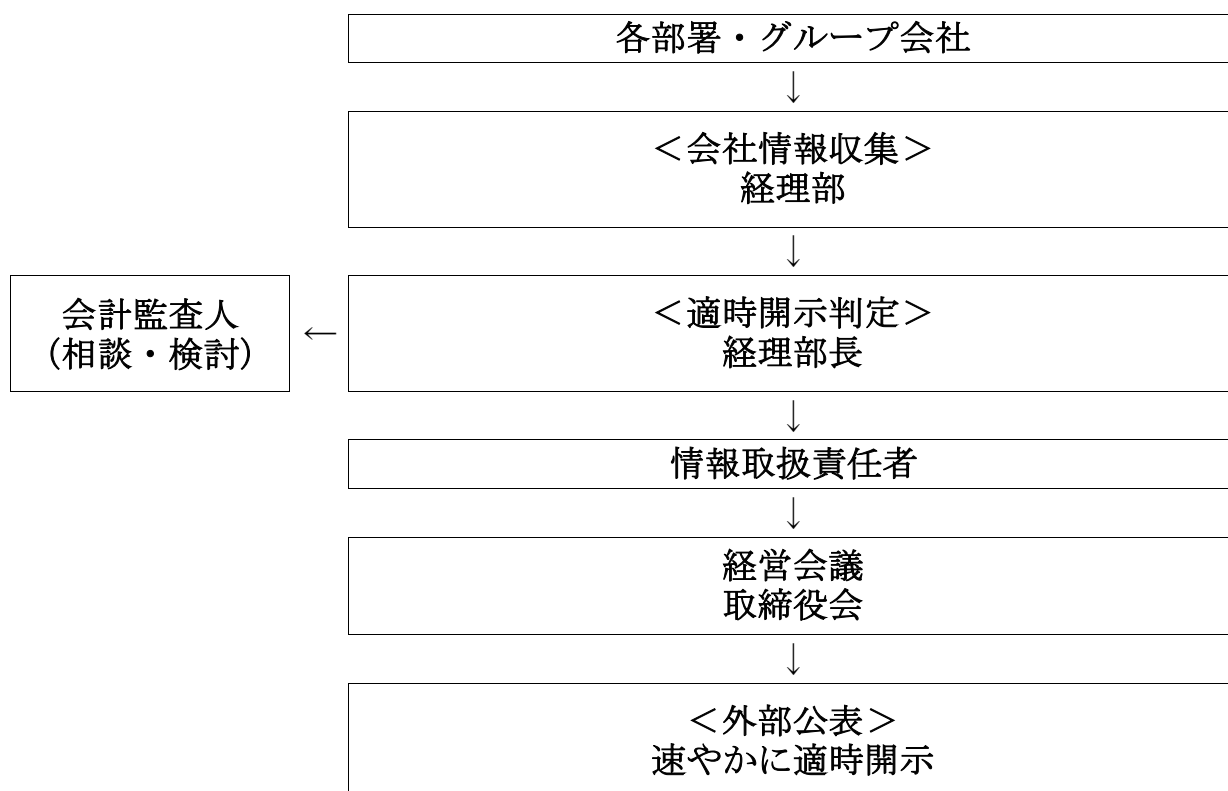 各部署・グループ会社
↓
＜会社情報収集＞
経理部
↓
会計監査人
(相談・検討)
←
＜適時開示判定＞
経理部長
↓
情報取扱責任者
↓
経営会議
取締役会
↓
＜外部公表＞
速やかに適時開示